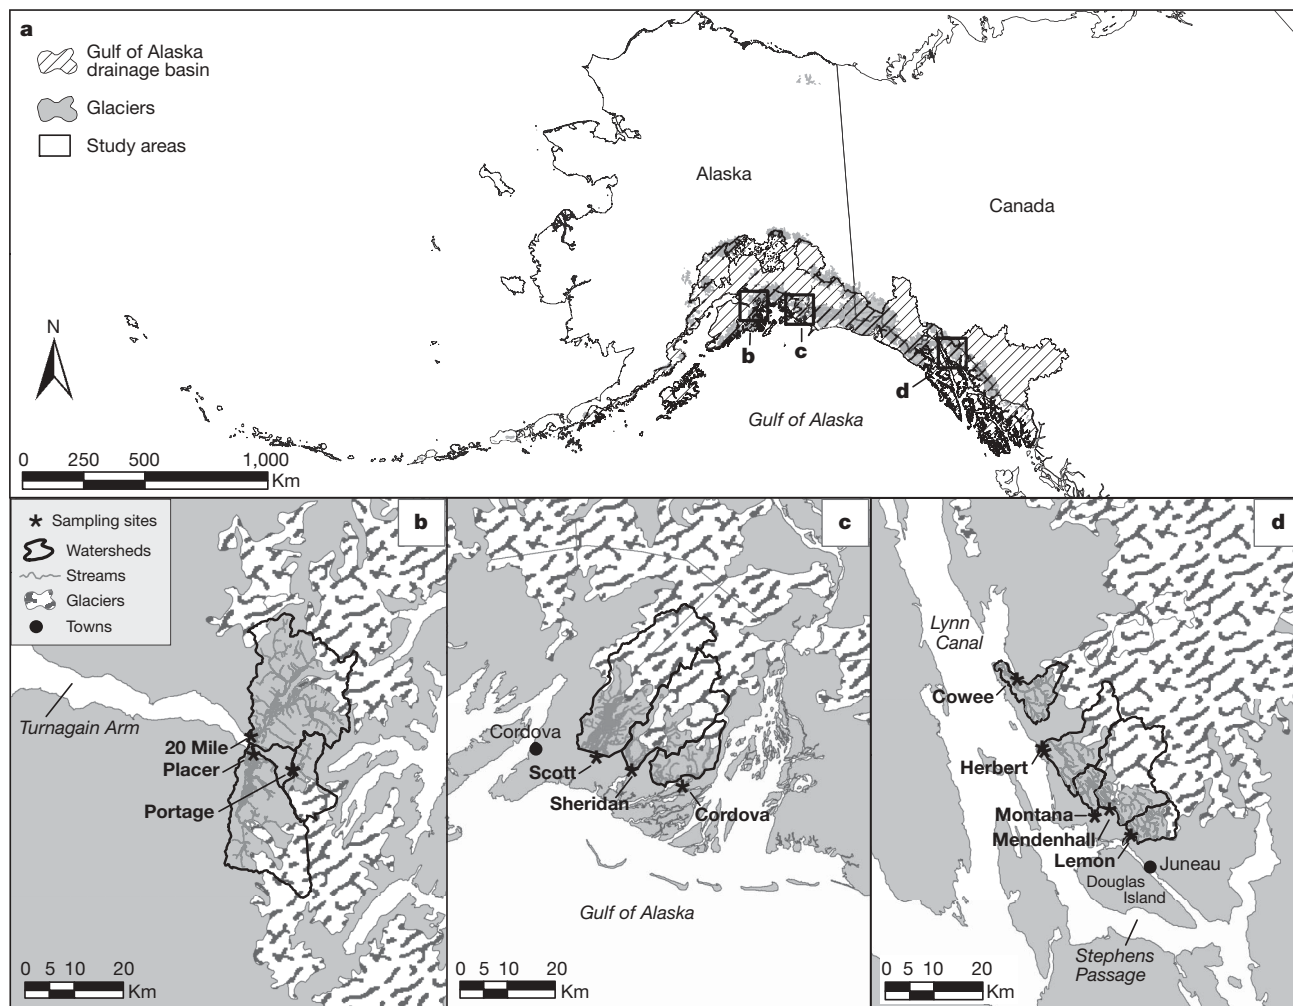 a
Gulf of Alaska
drainage basin
Glaciers
Study areas
Alaska
Canada
N
b
c
d
Gulf of Alaska
0 250 500 1,000
Km
Sampling sites
Watersheds
Streams
Glaciers
Towns
b
Turnagain Arm
20 Mile
Placer
Portage
0 5 10 20
Km
c
Cordova
Scott
Sheridan
Cordova
Gulf of Alaska
0 5 10 20
Km
d
Lynn
Canal
Cowee
Herbert
Montana
Mendenhall
Lemon
Juneau
Douglas
Island
Stephens
Passage
0 5 10 20
Km